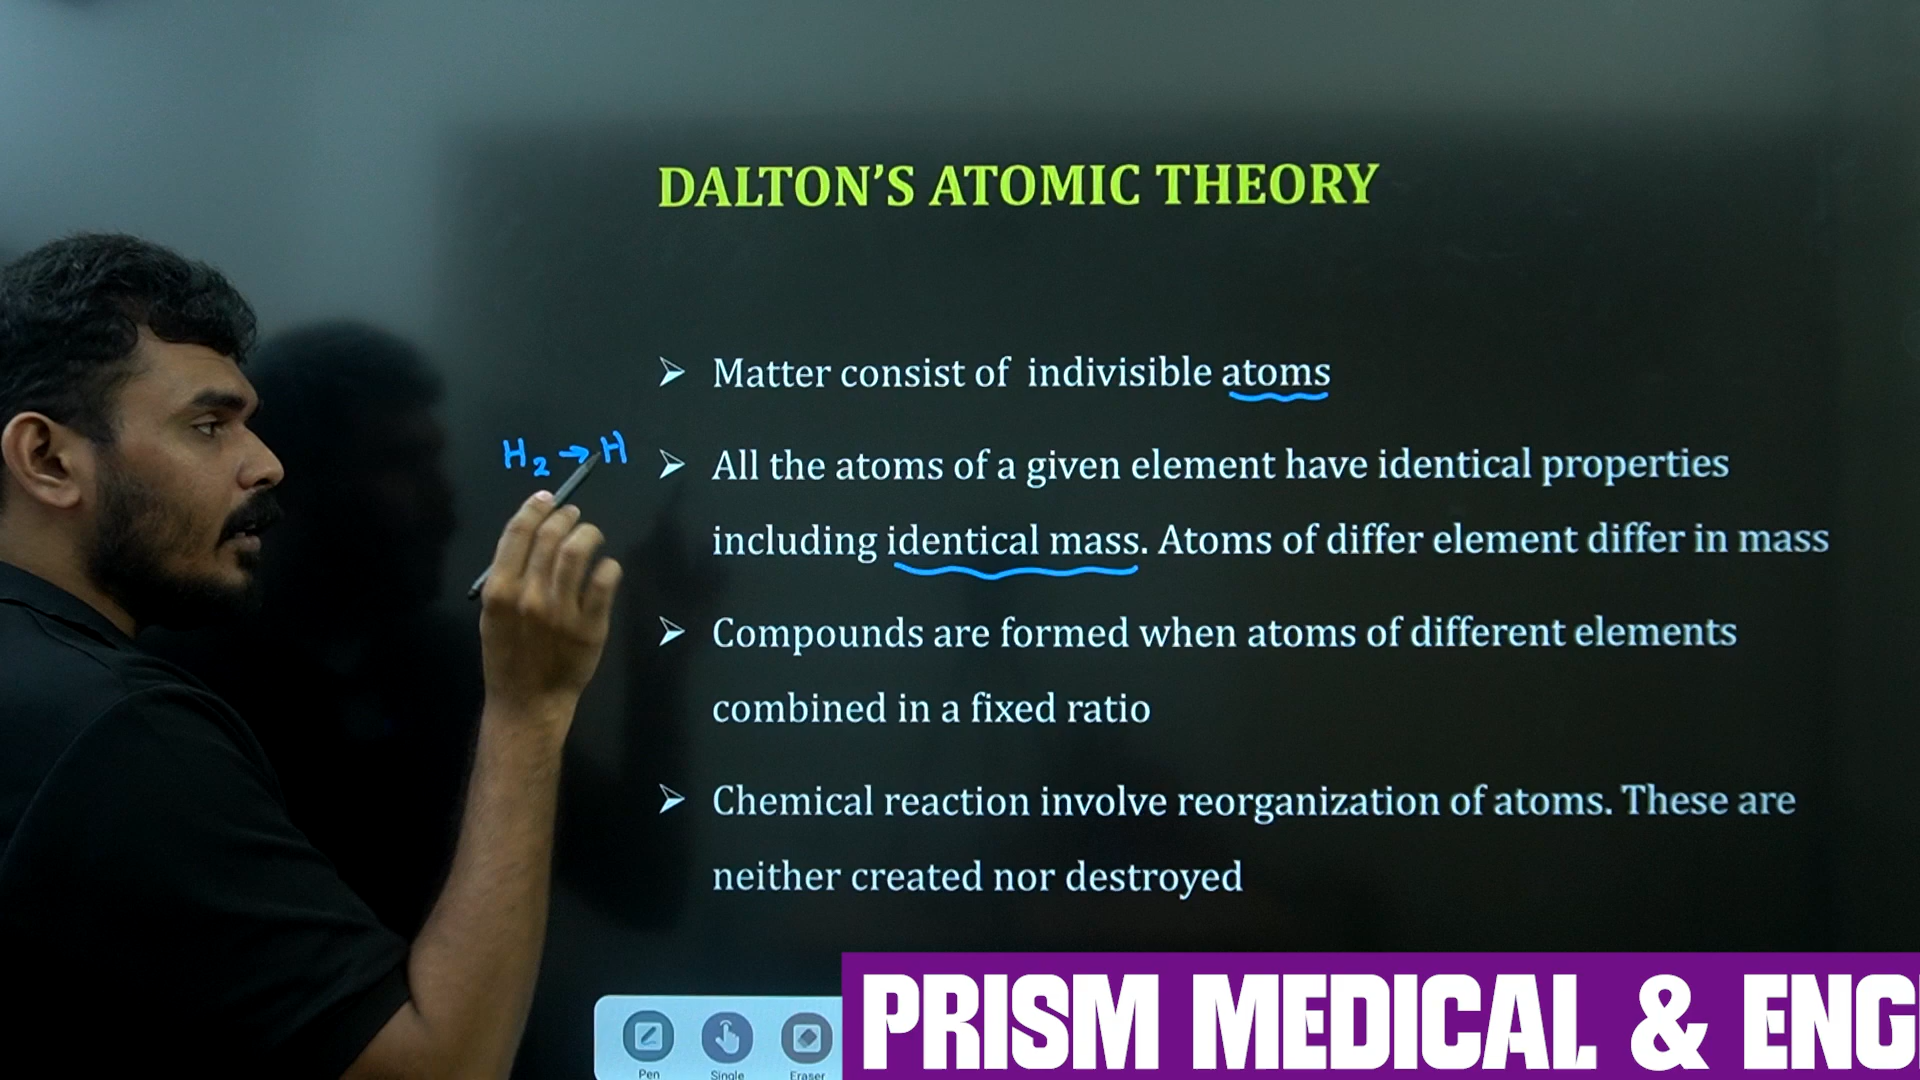 DALTON'S ATOMIC THEORY
➢ Matter consist of indivisible atoms
H₂ → H
➢ All the atoms of a given element have identical properties
including identical mass. Atoms of differ element differ in mass
➢ Compounds are formed when atoms of different elements
combined in a fixed ratio
➢ Chemical reaction involve reorganization of atoms. These are
neither created nor destroyed
PRISM MEDICAL & ENG
Pen Single Eraser